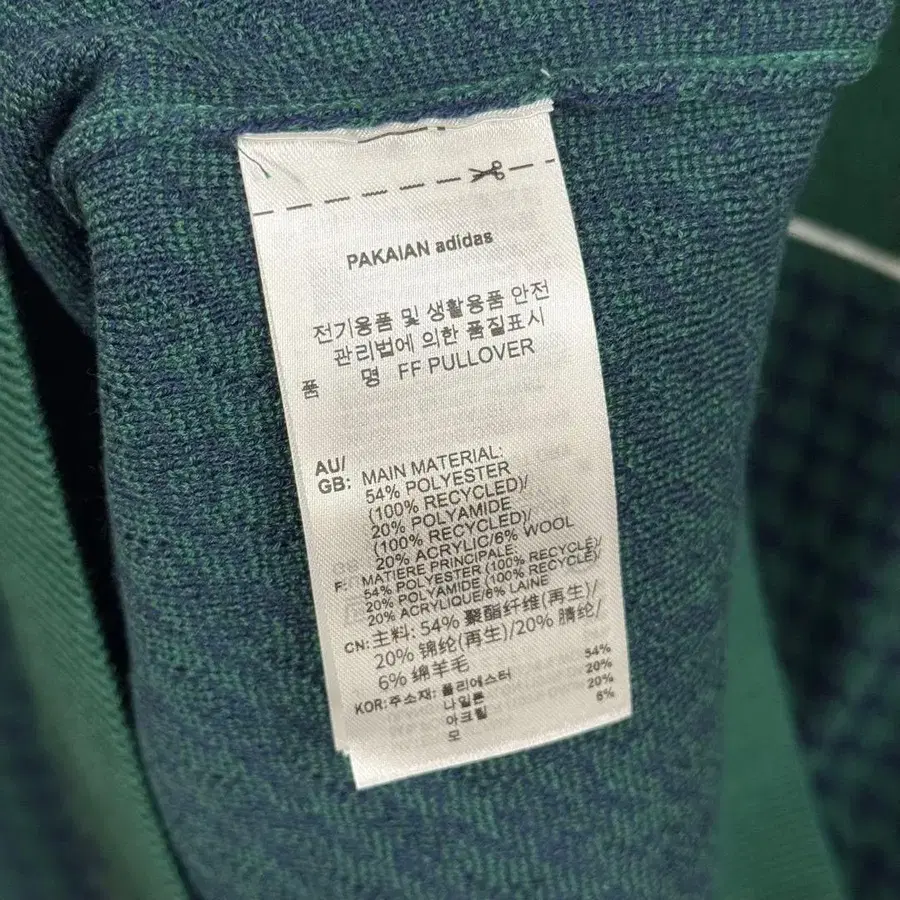 PAKAIAN adidas
전기용품 및 생활용품 안전
관리법에 의한 품질표시
품 명 FF PULLOVER
AU/
GB: MAIN MATERIAL:
54% POLYESTER
(100% RECYCLED)/
20% POLYAMIDE
(100% RECYCLED)/
20% ACRYLIC/6% WOOL
F: MATIERE PRINCIPALE:
54% POLYESTER (100% RECYCLÉ)/
20% POLYAMIDE (100% RECYCLÉ)/
20% ACRYLIQUE/6% LAINE
CN: 主料: 54% 聚酯纤维(再生)/
20% 锦纶(再生)/20% 腈纶/
6% 绵羊毛
KOR:주소재: 폴리에스터 54%
나일론 20%
아크릴 20%
모 6%